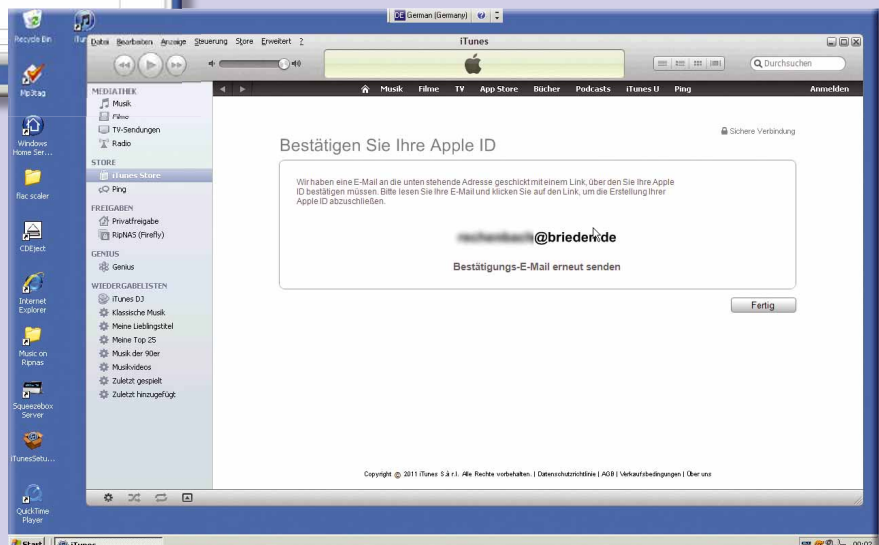 DE German (Germany)
Recycle Bin
Mp3tag
Windows
Home Ser...
flac scaler
CDEject
Internet
Explorer
Music on
Ripnas
Squeezebox
Server
iTunesSetu...
QuickTime
Player
iTunes
Datei Bearbeiten Anzeige Steuerung Store Erweitert ?
Durchsuchen
Musik Filme TV App Store Bücher Podcasts iTunes U Ping Anmelden
MEDIATHEK
Musik
Filme
TV-Sendungen
Radio
STORE
iTunes Store
Ping
FREIGABEN
Privatfreigabe
RipNAS (Firefly)
GENIUS
Genius
WIEDERGABELISTEN
iTunes DJ
Klassische Musik
Meine Lieblingstitel
Meine Top 25
Musik der 90er
Musikvideos
Zuletzt gespielt
Zuletzt hinzugefügt
Sichere Verbindung
Bestätigen Sie Ihre Apple ID
Wir haben eine E-Mail an die unten stehende Adresse geschickt mit einem Link, über den Sie Ihre Apple
ID bestätigen müssen. Bitte lesen Sie Ihre E-Mail und klicken Sie auf den Link, um die Erstellung Ihrer
Apple ID abzuschließen.
@brieder.de
Bestätigungs-E-Mail erneut senden
Fertig
Copyright © 2011 iTunes S.à r.l. Alle Rechte vorbehalten. | Datenschutzrichtlinie | AGB | Verkaufsbedingungen | Über uns
Start iTunes 00:02